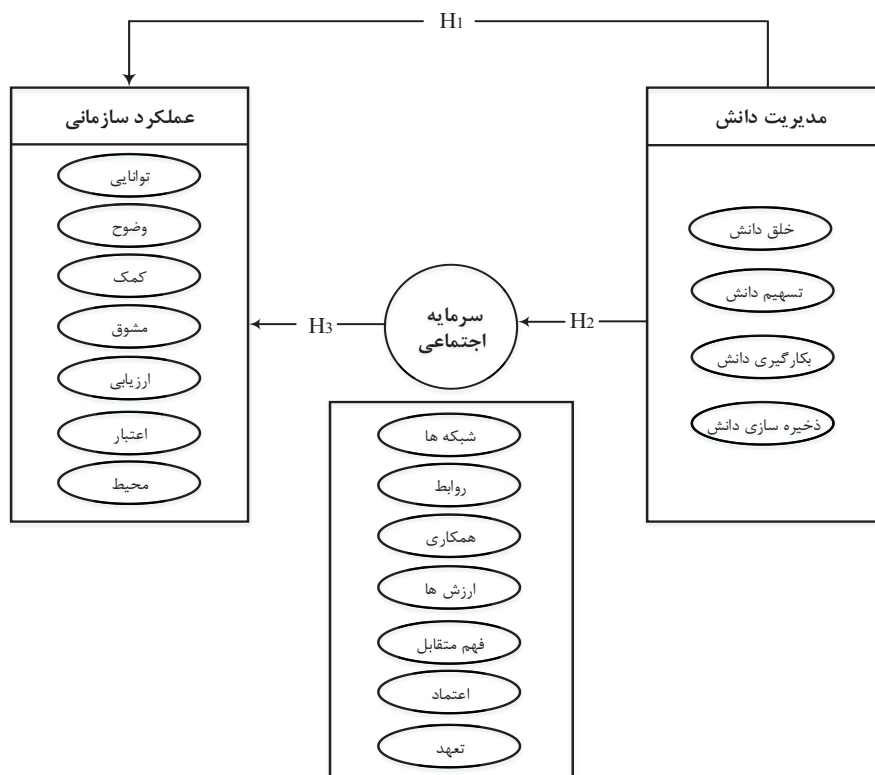 H1
مدیریت دانش
خلق دانش
تسهیم دانش
بکارگیری دانش
ذخیره سازی دانش
H2
سرمایه
اجتماعی
شبکه ها
روابط
همکاری
ارزش ها
فهم متقابل
اعتماد
تعهد
H3
عملکرد سازمانی
توانایی
وضوح
کمک
مشوق
ارزیابی
اعتبار
محیط